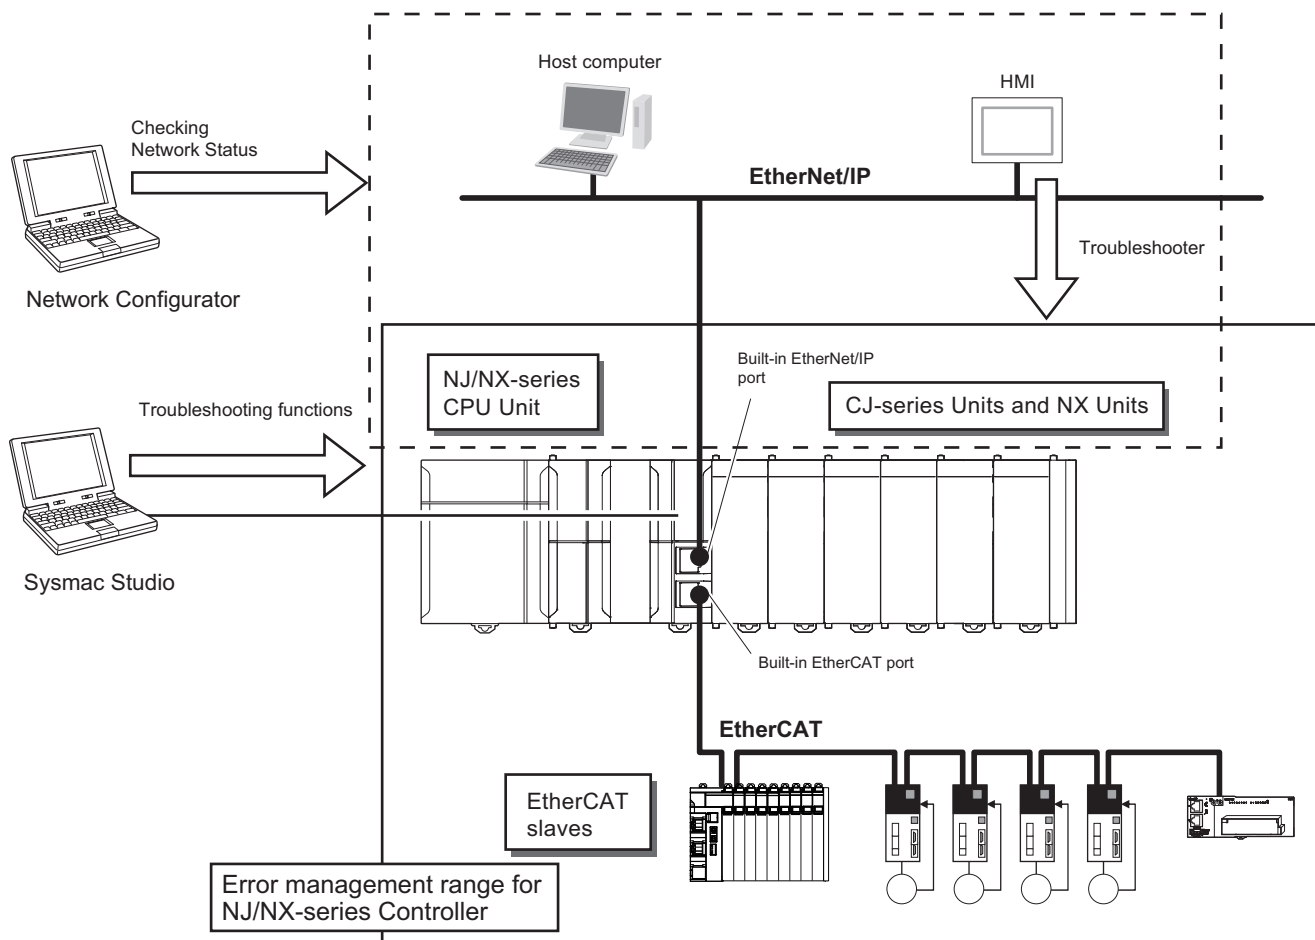 Host computer
HMI
Checking
Network Status
EtherNet/IP
Troubleshooter
Network Configurator
Built-in EtherNet/IP
port
NJ/NX-series
CPU Unit
CJ-series Units and NX Units
Troubleshooting functions
Sysmac Studio
Built-in EtherCAT port
EtherCAT
EtherCAT
slaves
Error management range for
NJ/NX-series Controller